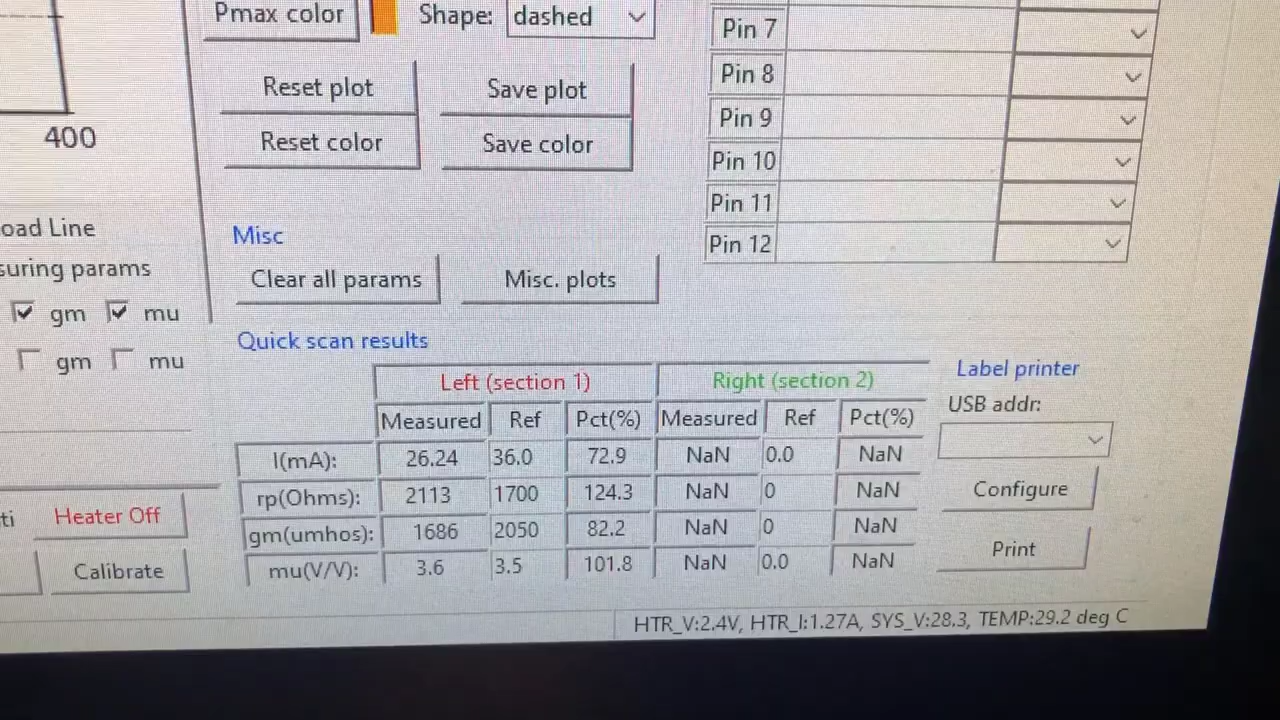 Pmax color Shape: dashed
Pin 7
Reset plot Save plot
Pin 8
400
Reset color Save color
Pin 9
Pin 10
Pin 11
oad Line
Misc
Pin 12
suring params
Clear all params Misc. plots
gm mu
Quick scan results
gm mu
Left (section 1) Right (section 2) Label printer
Measured Ref Pct(%) Measured Ref Pct(%) USB addr:
I(mA): 26.24 36.0 72.9 NaN 0.0 NaN
rp(Ohms): 2113 1700 124.3 NaN 0 NaN Configure
ti Heater Off
gm(umhos): 1686 2050 82.2 NaN 0 NaN
Calibrate
mu(V/V): 3.6 3.5 101.8 NaN 0.0 NaN Print
HTR_V:2.4V, HTR_I:1.27A, SYS_V:28.3, TEMP:29.2 deg C